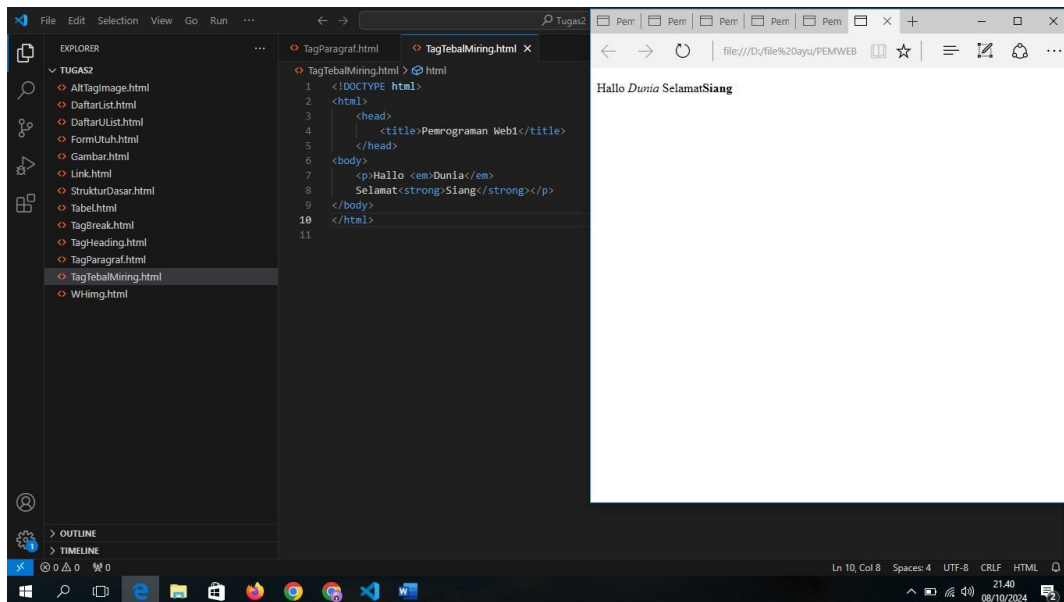 File Edit Selection View Go Run ···
Tugas2
EXPLORER ···
TUGAS2
AltTagImage.html
DaftarList.html
DaftarUList.html
FormUtuh.html
Gambar.html
Link.html
StrukturDasar.html
Tabel.html
TagBreak.html
TagHeading.html
TagParagraf.html
TagTebalMiring.html
WHimg.html
OUTLINE
TIMELINE
TagParagraf.html TagTebalMiring.html
TagTebalMiring.html > html
1 <!DOCTYPE html>
2 <html>
3 <head>
4 <title>Pemrograman Web1</title>
5 </head>
6 <body>
7 <p>Hallo <em>Dunia</em>
8 Selamat<strong>Siang</strong></p>
9 </body>
10 </html>
11
Pem Pem Pem Pem Pem
file:///D:/file%20ayu/PEMWEB
Hallo Dunia SelamatSiang
0 0 0
Ln 10, Col 8 Spaces: 4 UTF-8 CRLF HTML
1
21.40
08/10/2024
2